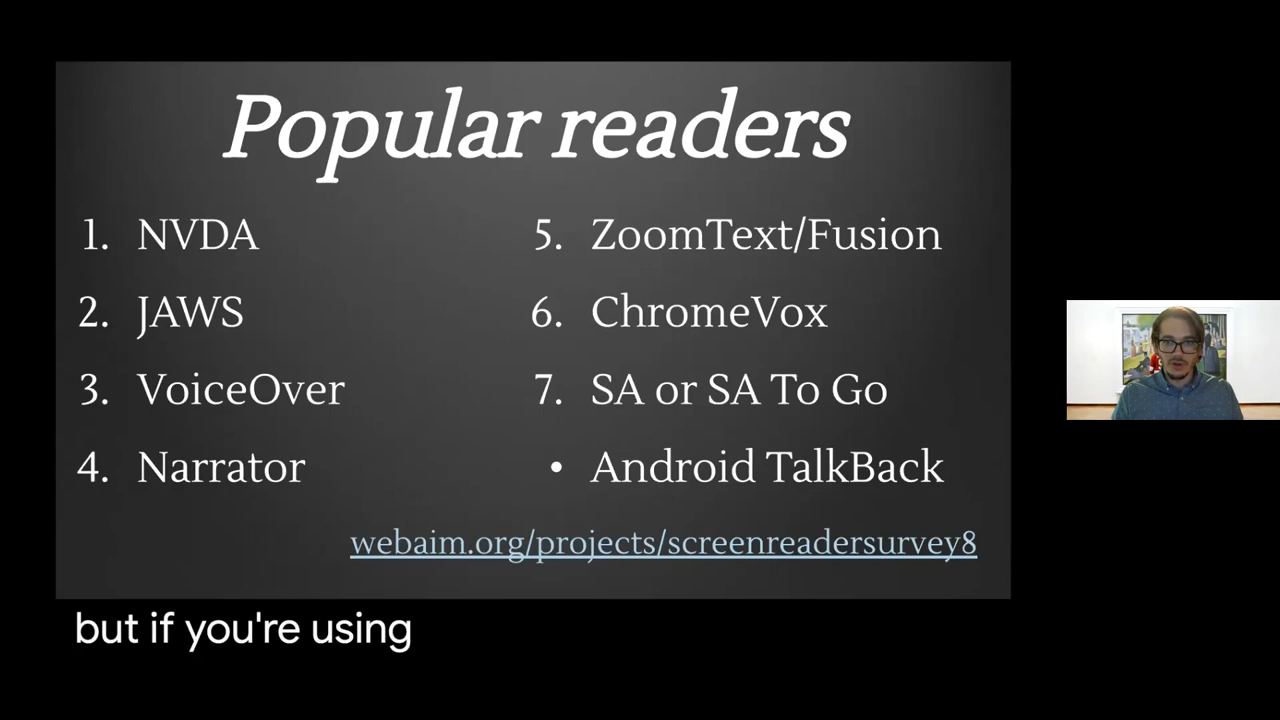 Popular readers
1. NVDA
2. JAWS
3. VoiceOver
4. Narrator
5. ZoomText/Fusion
6. ChromeVox
7. SA or SA To Go
• Android TalkBack
webaim.org/projects/screenreadersurvey8
but if you're using